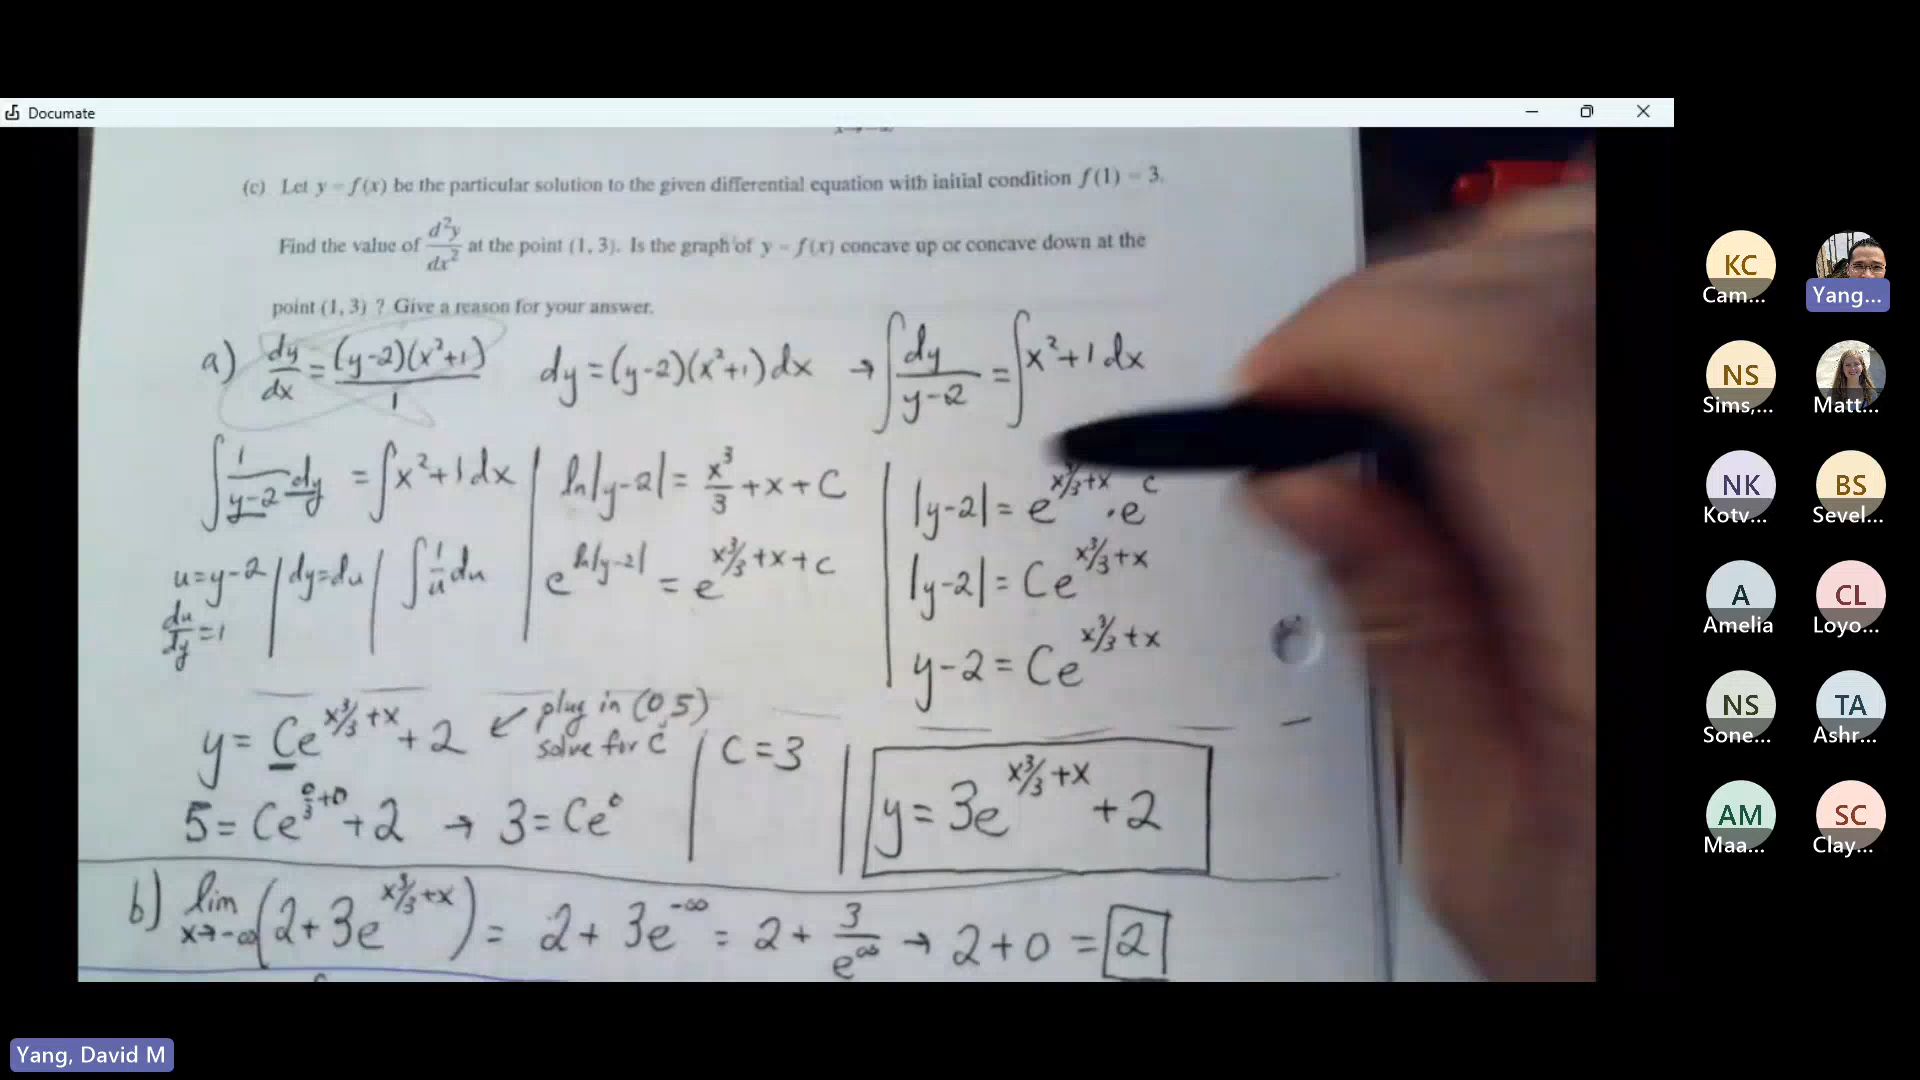 Documate
x→−∞
(c) Let y = f(x) be the particular solution to the given differential equation with initial condition f(1) = 3.
Find the value of d²y/dx² at the point (1, 3). Is the graph of y = f(x) concave up or concave down at the
point (1, 3) ? Give a reason for your answer.
a) dy/dx = (y-2)(x²+1)/1 dy = (y-2)(x²+1)dx → ∫ dy/(y-2) = ∫ x²+1 dx
∫ 1/(y-2) dy = ∫ x²+1 dx | ln|y-2| = x³/3 + x + C | |y-2| = e^(x³/3+x) · e^C
u=y-2 | dy=du | ∫ 1/u du | e^(ln|y-2|) = e^(x³/3+x+C) | |y-2| = Ce^(x³/3+x)
du/dy = 1
y-2 = Ce^(x³/3+x)
y = Ce^(x³/3+x) + 2 ↙ plug in (0,5)
solve for C | C = 3
5 = Ce^(0/3+0) + 2 → 3 = Ce^0 | y = 3e^(x³/3+x) + 2
b) lim x→-∞ (2+3e^(x³/3+x)) = 2 + 3e^(-∞) = 2 + 3/e^∞ → 2+0 = 2
KC
Cam...
Yang...
NS
Sims,...
Matt...
NK
Kotv...
BS
Sevel...
A
Amelia
CL
Loyo...
NS
Sone...
TA
Ashr...
AM
Maa...
SC
Clay...
Yang, David M